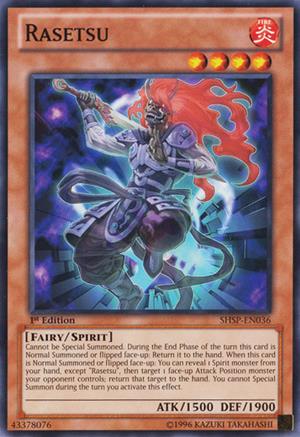 RASETSU
FIRE
炎
1st Edition
SHSP-EN036
[FAIRY/SPIRIT]
Cannot be Special Summoned. During the End Phase of the turn this card is
Normal Summoned or flipped face-up: Return it to the hand. When this card
is Normal Summoned or flipped face-up: You can reveal 1 Spirit monster from
your hand, except "Rasetsu", then target 1 face-up Attack Position monster
your opponent controls; return that target to the hand. You cannot Special
Summon during the turn you activate this effect.
ATK/1500 DEF/1900
43378076
©1996 KAZUKI TAKAHASHI